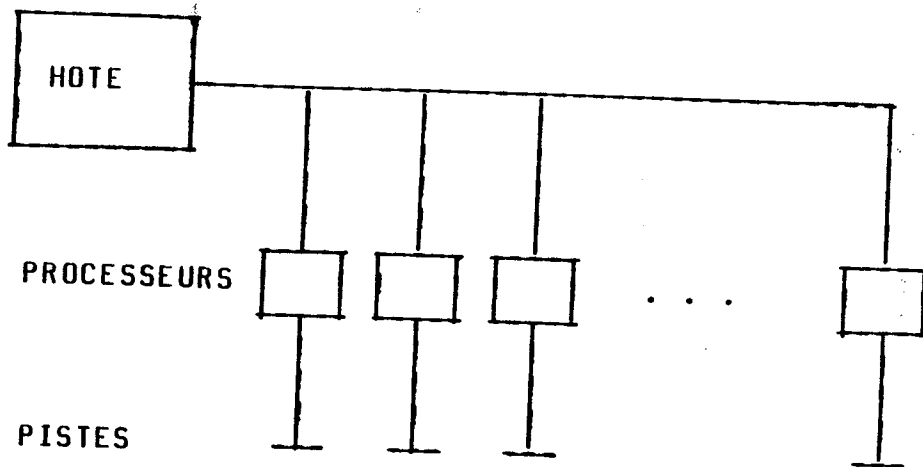 HOTE
PROCESSEURS
. . .
PISTES